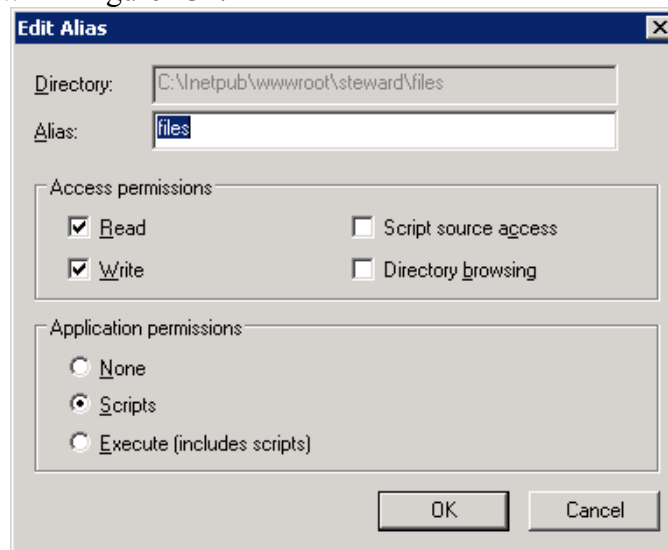 Edit Alias
Directory: C:\Inetpub\wwwroot\steward\files
Alias: files
Access permissions
Read Script source access
Write Directory browsing
Application permissions
None
Scripts
Execute (includes scripts)
OK Cancel